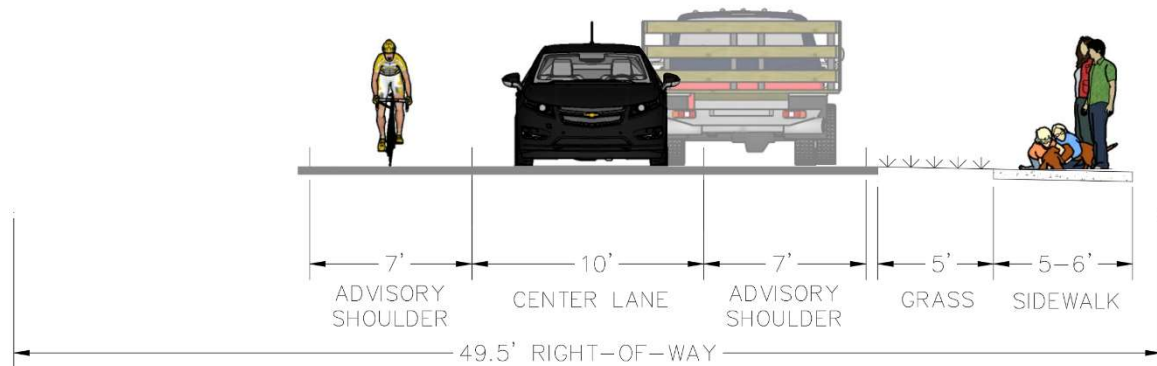 7' 10' 7' 5' 5-6'
ADVISORY SHOULDER
CENTER LANE
ADVISORY SHOULDER
GRASS
SIDEWALK
49.5' RIGHT-OF-WAY